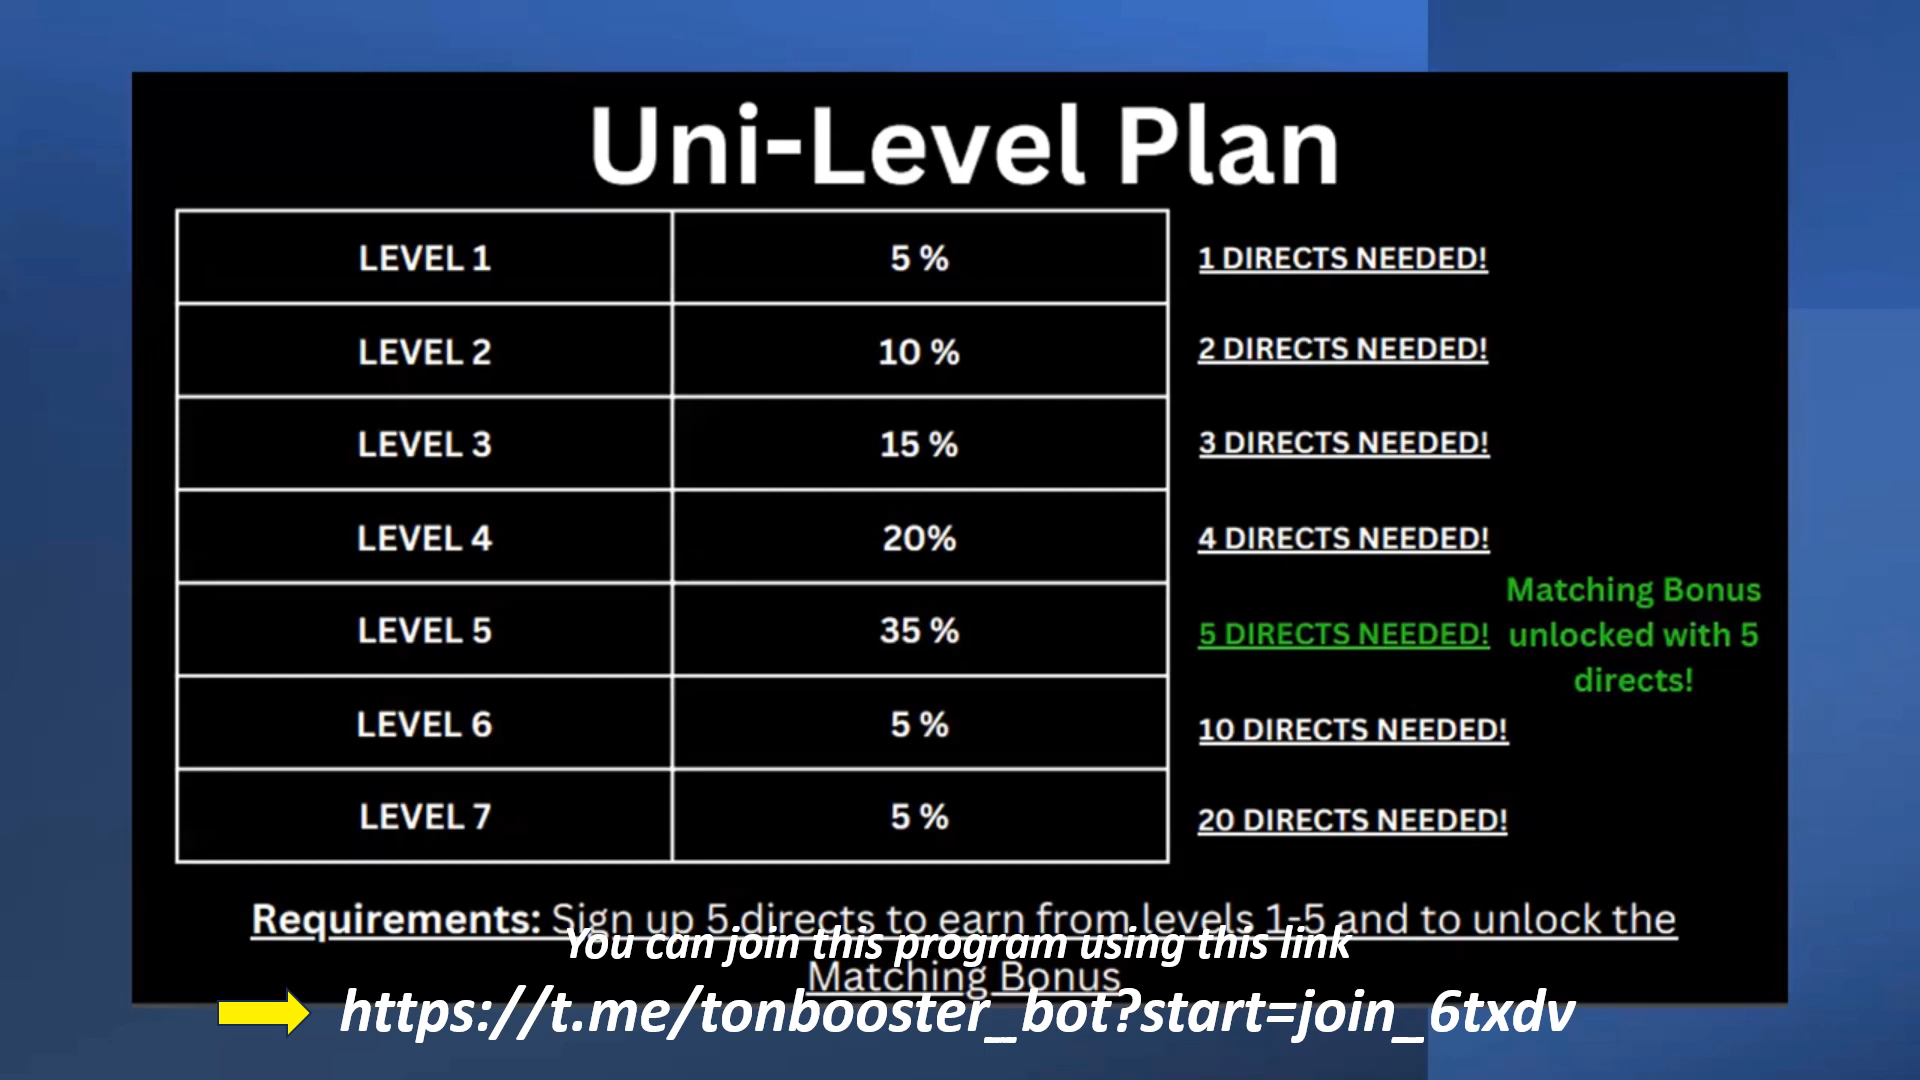 Uni-Level Plan
LEVEL 1 5 % 1 DIRECTS NEEDED!
LEVEL 2 10 % 2 DIRECTS NEEDED!
LEVEL 3 15 % 3 DIRECTS NEEDED!
LEVEL 4 20% 4 DIRECTS NEEDED!
LEVEL 5 35 % 5 DIRECTS NEEDED!
Matching Bonus
unlocked with 5
directs!
LEVEL 6 5 % 10 DIRECTS NEEDED!
LEVEL 7 5 % 20 DIRECTS NEEDED!
Requirements: Sign up 5 directs to earn from levels 1-5 and to unlock the
Matching Bonus
You can join this program using this link
https://t.me/tonbooster_bot?start=join_6txdv